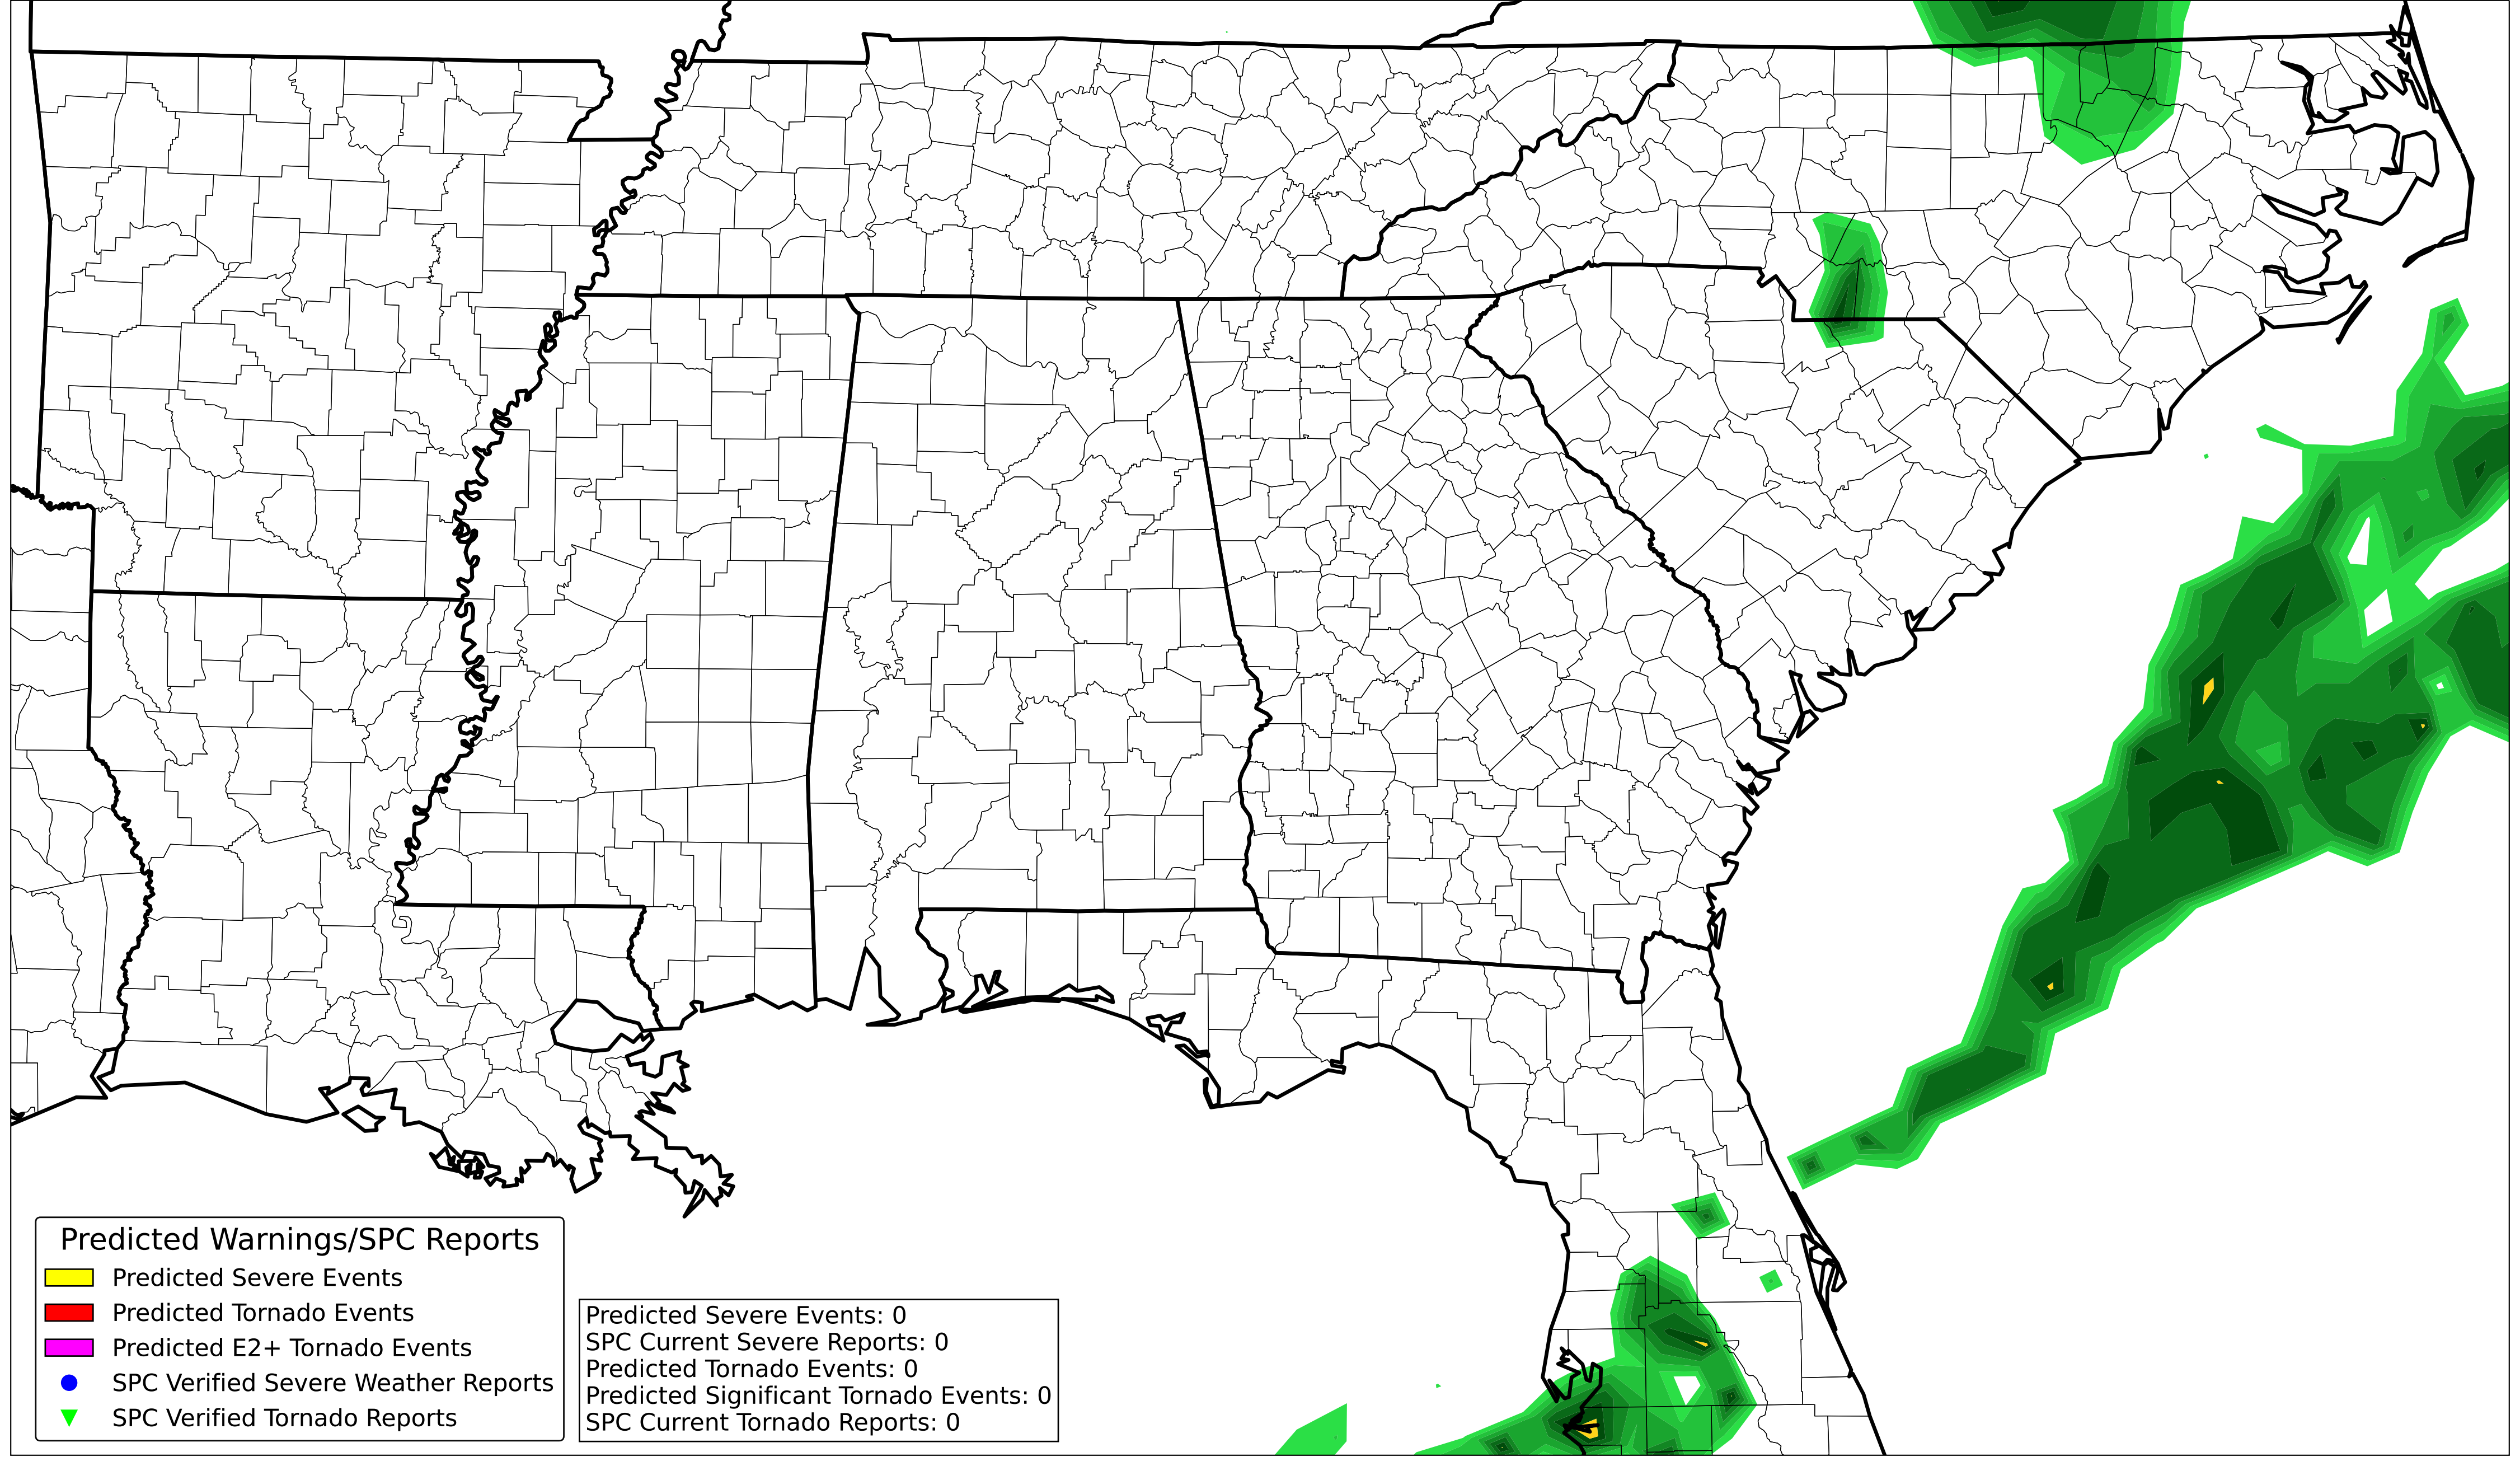 Predicted Warnings/SPC Reports
Predicted Severe Events
Predicted Tornado Events
Predicted E2+ Tornado Events
SPC Verified Severe Weather Reports
SPC Verified Tornado Reports
Predicted Severe Events: 0
SPC Current Severe Reports: 0
Predicted Tornado Events: 0
Predicted Significant Tornado Events: 0
SPC Current Tornado Reports: 0